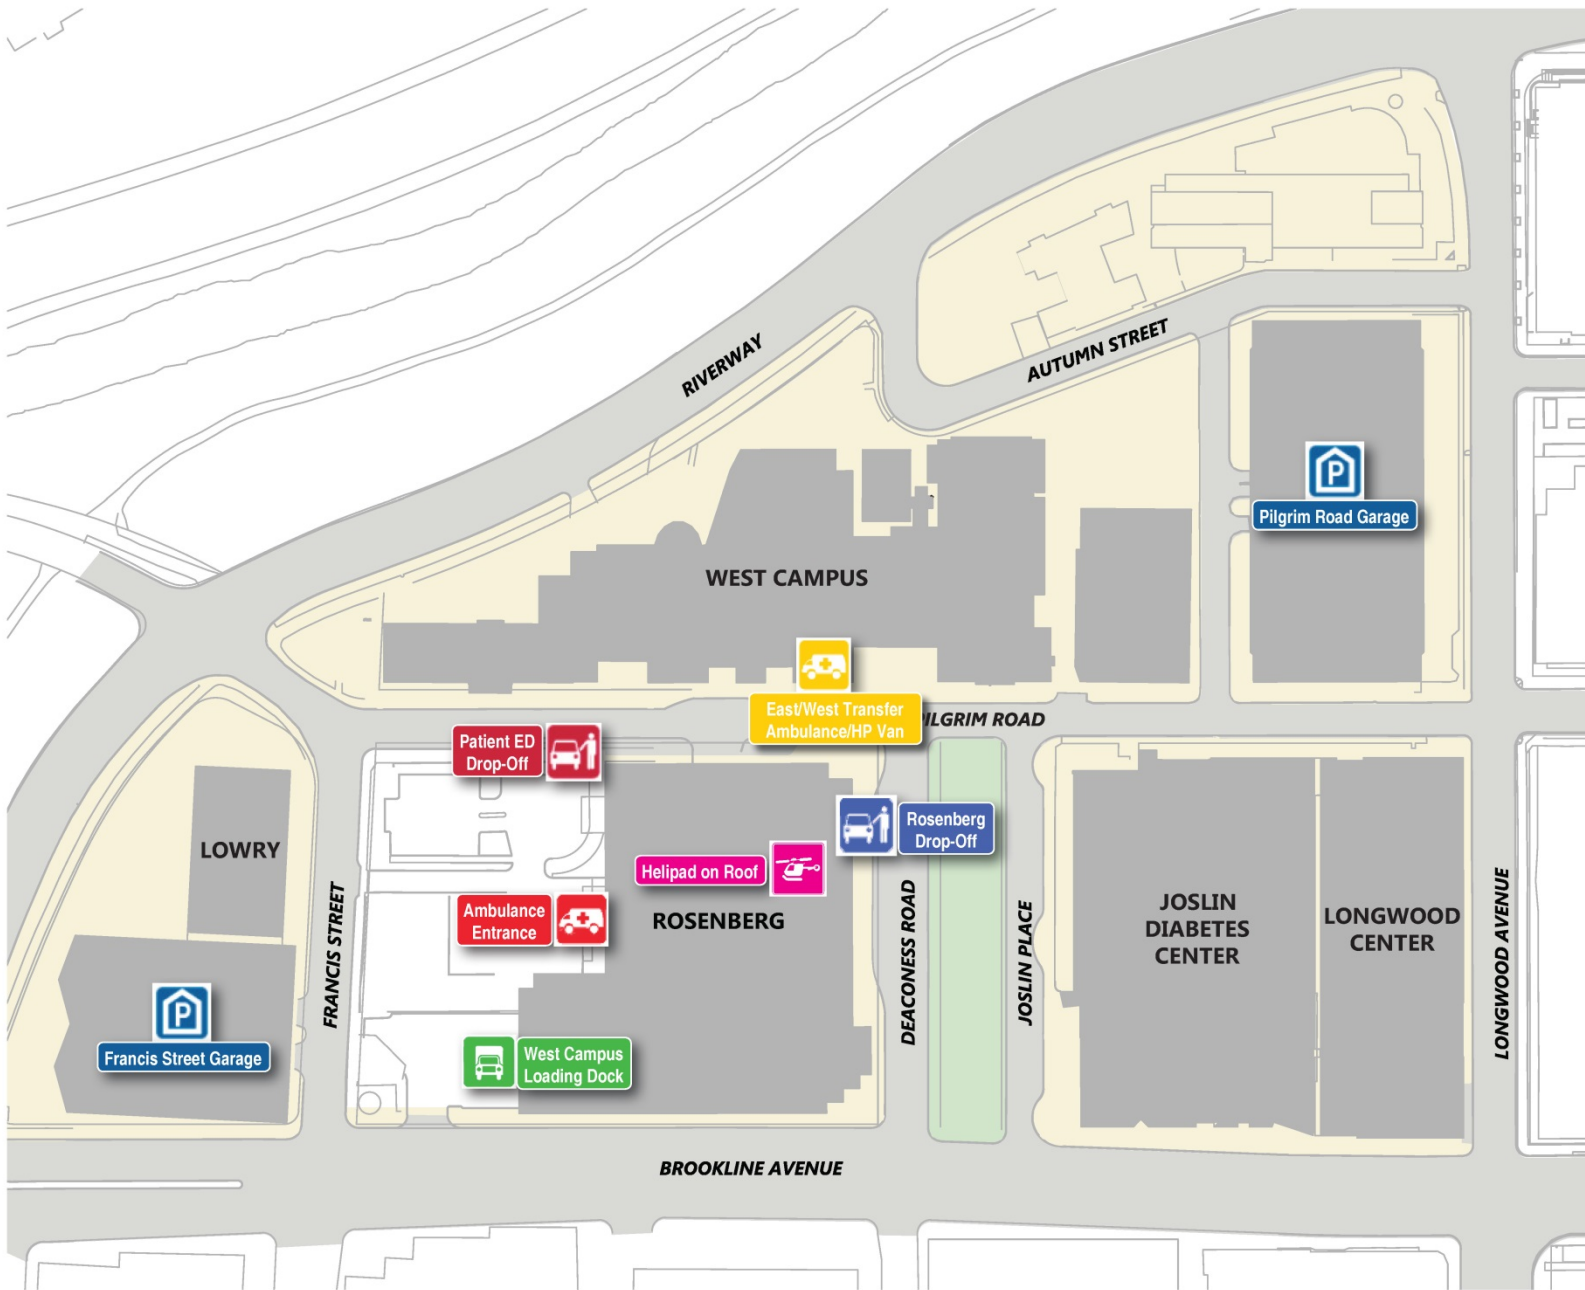 RIVERWAY
AUTUMN STREET
P
Pilgrim Road Garage
WEST CAMPUS
East/West Transfer
Ambulance/HP Van
PILGRIM ROAD
Patient ED
Drop-Off
Rosenberg
Drop-Off
LOWRY
Helipad on Roof
Ambulance
Entrance
ROSENBERG
FRANCIS STREET
DEACONESS ROAD
JOSLIN PLACE
JOSLIN
DIABETES
CENTER
LONGWOOD
CENTER
LONGWOOD AVENUE
P
Francis Street Garage
West Campus
Loading Dock
BROOKLINE AVENUE